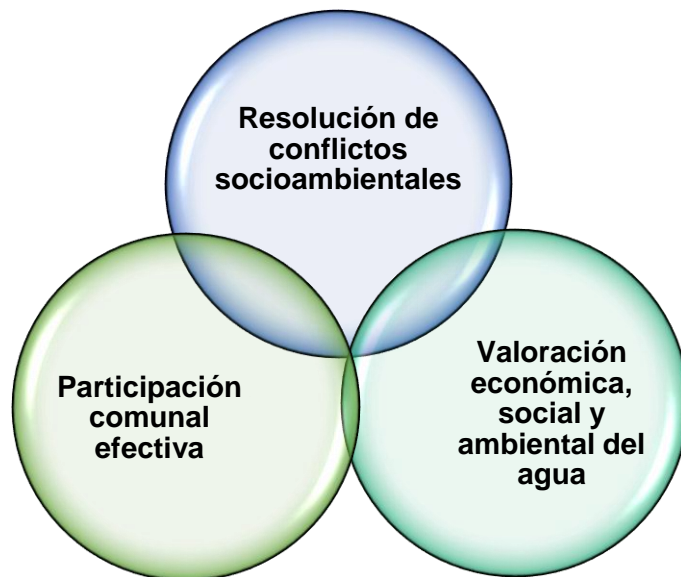 Resolución de
conflictos
socioambientales
Participación
comunal
efectiva
Valoración
económica,
social y
ambiental del
agua